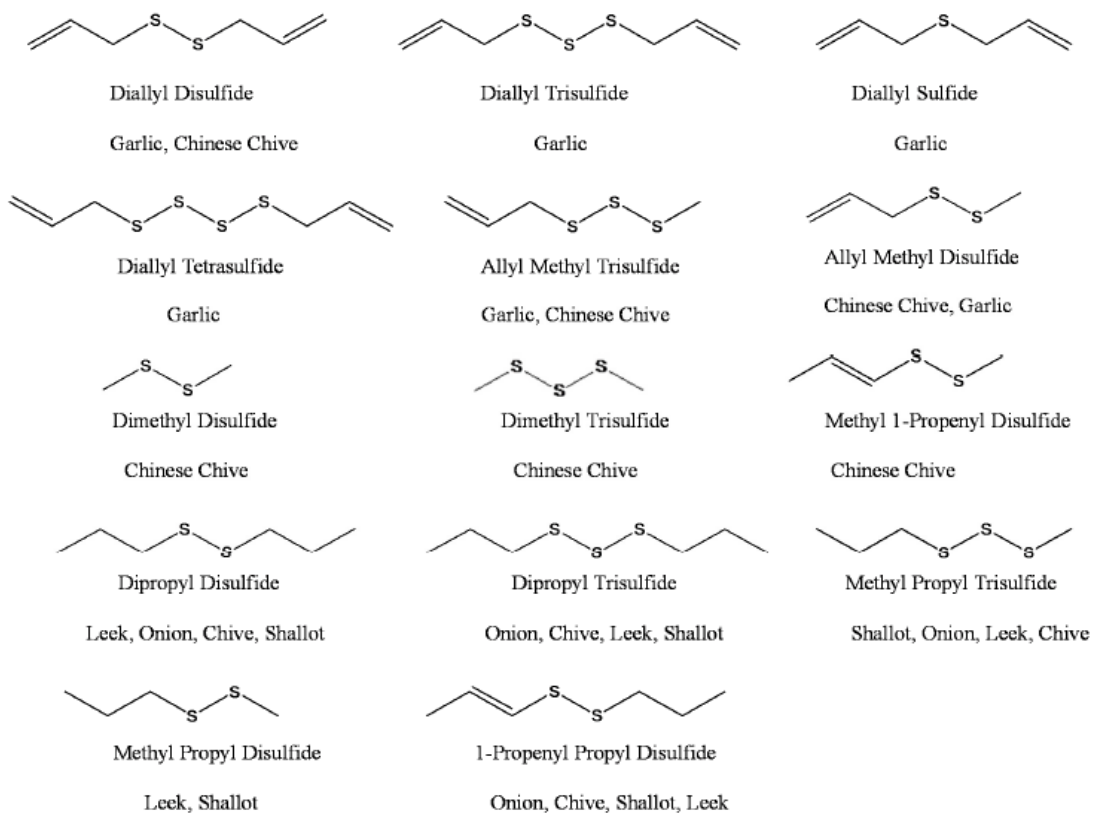 S S
Diallyl Disulfide
Garlic, Chinese Chive
S S S
Diallyl Trisulfide
Garlic
S
Diallyl Sulfide
Garlic
S S S S
Diallyl Tetrasulfide
Garlic
S S S
Allyl Methyl Trisulfide
Garlic, Chinese Chive
S S
Allyl Methyl Disulfide
Chinese Chive, Garlic
S S
Dimethyl Disulfide
Chinese Chive
S S S
Dimethyl Trisulfide
Chinese Chive
S S
Methyl 1-Propenyl Disulfide
Chinese Chive
S S
Dipropyl Disulfide
Leek, Onion, Chive, Shallot
S S S
Dipropyl Trisulfide
Onion, Chive, Leek, Shallot
S S S
Methyl Propyl Trisulfide
Shallot, Onion, Leek, Chive
S S
Methyl Propyl Disulfide
Leek, Shallot
S S
1-Propenyl Propyl Disulfide
Onion, Chive, Shallot, Leek